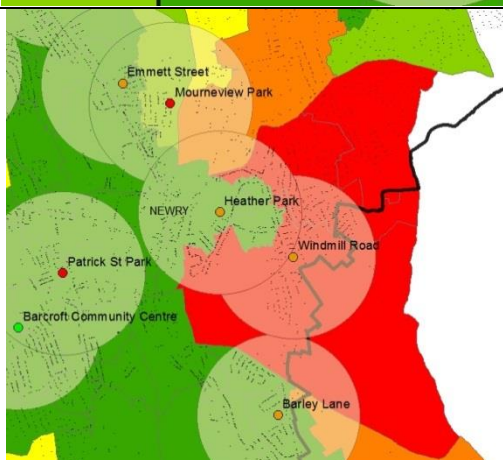 Emmett Street
Mourneview Park
Heather Park
NEWRY
Windmill Road
Patrick St Park
Barcroft Community Centre
Barley Lane